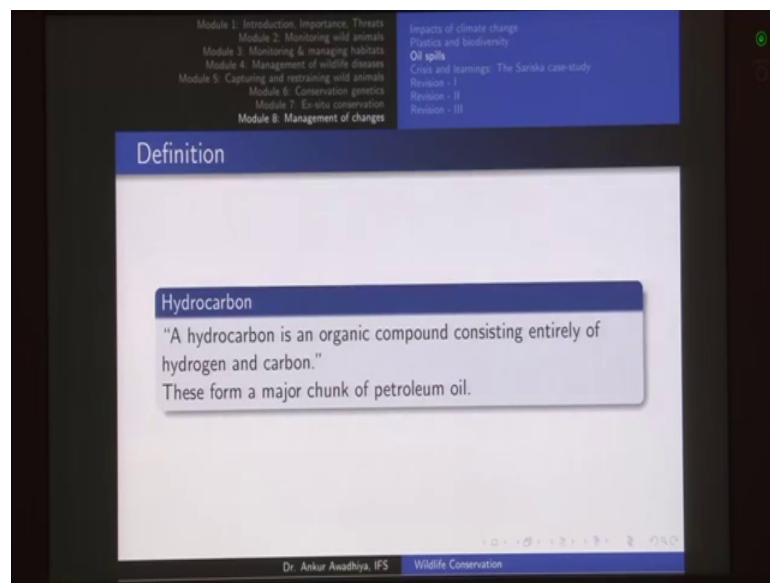 Module 1: Introduction, Importance, Threats
Module 2: Monitoring wild animals
Module 3: Monitoring & managing habitats
Module 4: Management of wildlife diseases
Module 5: Capturing and restraining wild animals
Module 6: Conservation genetics
Module 7: Ex-situ conservation
Module 8: Management of changes
Impacts of climate change
Plastics and biodiversity
Oil spills
Crisis and learnings: The Sariska case-study
Revision - I
Revision - II
Revision - III
Definition
Hydrocarbon
“A hydrocarbon is an organic compound consisting entirely of
hydrogen and carbon.”
These form a major chunk of petroleum oil.
Dr. Ankur Awadhiya, IFS
Wildlife Conservation